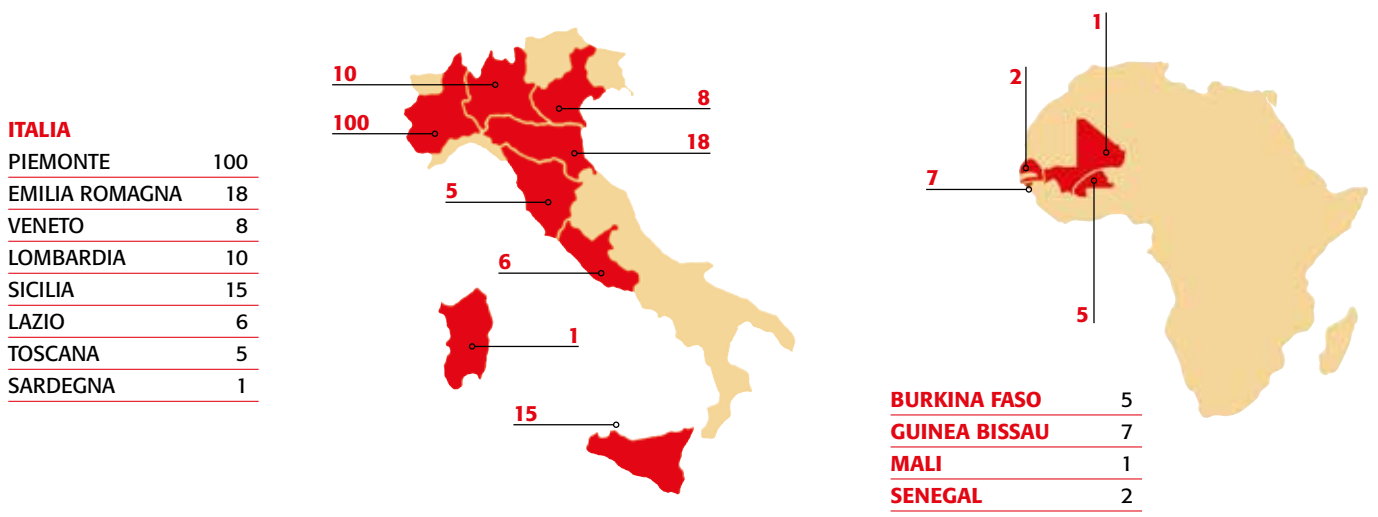 ITALIA
PIEMONTE 100
EMILIA ROMAGNA 18
VENETO 8
LOMBARDIA 10
SICILIA 15
LAZIO 6
TOSCANA 5
SARDEGNA 1
10
8
100
18
5
6
1
15
1
2
7
5
BURKINA FASO 5
GUINEA BISSAU 7
MALI 1
SENEGAL 2